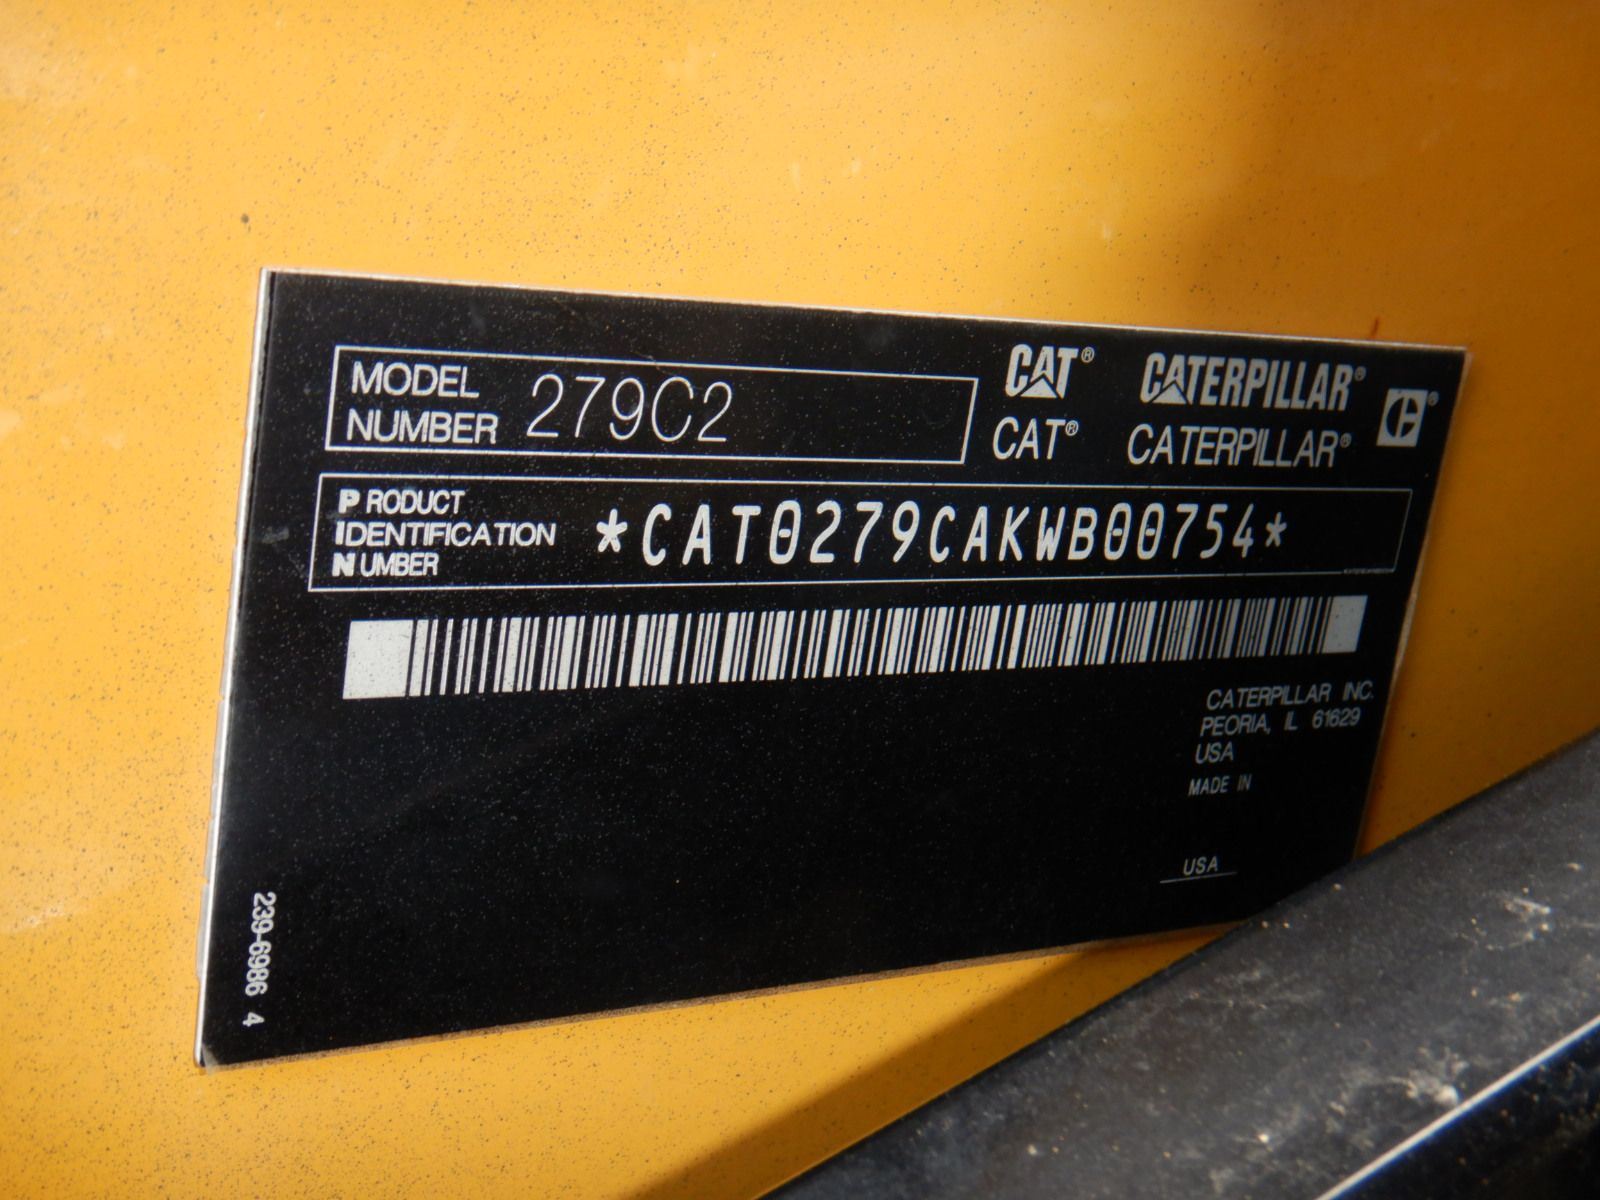 MODEL NUMBER 279C2
CAT® CATERPILLAR®
CAT® CATERPILLAR®
PRODUCT
IDENTIFICATION
NUMBER
*CAT0279CAKWB00754*
CATERPILLAR INC.
PEORIA, IL 61629
USA
MADE IN
USA
239-6986 4